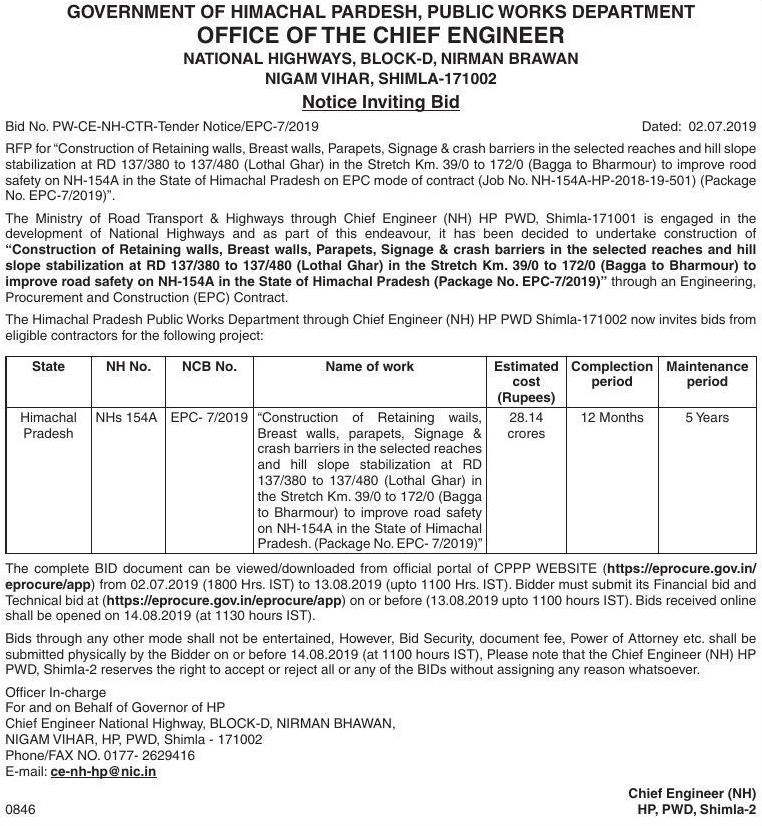 GOVERNMENT OF HIMACHAL PARDESH, PUBLIC WORKS DEPARTMENT
OFFICE OF THE CHIEF ENGINEER
NATIONAL HIGHWAYS, BLOCK-D, NIRMAN BRAWAN
NIGAM VIHAR, SHIMLA-171002
Notice Inviting Bid
Bid No. PW-CE-NH-CTR-Tender Notice/EPC-7/2019 Dated: 02.07.2019
RFP for “Construction of Retaining walls, Breast walls, Parapets, Signage & crash barriers in the selected reaches and hill slope
stabilization at RD 137/380 to 137/480 (Lothal Ghar) in the Stretch Km. 39/0 to 172/0 (Bagga to Bharmour) to improve rood
safety on NH-154A in the State of Himachal Pradesh on EPC mode of contract (Job No. NH-154A-HP-2018-19-501) (Package
No. EPC-7/2019)”.
The Ministry of Road Transport & Highways through Chief Engineer (NH) HP PWD, Shimla-171001 is engaged in the
development of National Highways and as part of this endeavour, it has been decided to undertake construction of
“Construction of Retaining walls, Breast walls, Parapets, Signage & crash barriers in the selected reaches and hill
slope stabilization at RD 137/380 to 137/480 (Lothal Ghar) in the Stretch Km. 39/0 to 172/0 (Bagga to Bharmour) to
improve road safety on NH-154A in the State of Himachal Pradesh (Package No. EPC-7/2019)” through an Engineering,
Procurement and Construction (EPC) Contract.
The Himachal Pradesh Public Works Department through Chief Engineer (NH) HP PWD Shimla-171002 now invites bids from
eligible contractors for the following project:
State NH No. NCB No. Name of work Estimated cost (Rupees) Complection period Maintenance period
Himachal Pradesh NHs 154A EPC- 7/2019 “Construction of Retaining wails,
Breast walls, parapets, Signage &
crash barriers in the selected reaches
and hill slope stabilization at RD
137/380 to 137/480 (Lothal Ghar) in
the Stretch Km. 39/0 to 172/0 (Bagga
to Bharmour) to improve road safety
on NH-154A in the State of Himachal
Pradesh. (Package No. EPC- 7/2019)”
28.14 crores 12 Months 5 Years
The complete BID document can be viewed/downloaded from official portal of CPPP WEBSITE (https://eprocure.gov.in/
eprocure/app) from 02.07.2019 (1800 Hrs. IST) to 13.08.2019 (upto 1100 Hrs. IST). Bidder must submit its Financial bid and
Technical bid at (https://eprocure.gov.in/eprocure/app) on or before (13.08.2019 upto 1100 hours IST). Bids received online
shall be opened on 14.08.2019 (at 1130 hours IST).
Bids through any other mode shall not be entertained, However, Bid Security, document fee, Power of Attorney etc. shall be
submitted physically by the Bidder on or before 14.08.2019 (at 1100 hours IST), Please note that the Chief Engineer (NH) HP
PWD, Shimla-2 reserves the right to accept or reject all or any of the BIDs without assigning any reason whatsoever.
Officer In-charge
For and on Behalf of Governor of HP
Chief Engineer National Highway, BLOCK-D, NIRMAN BHAWAN,
NIGAM VIHAR, HP, PWD, Shimla - 171002
Phone/FAX NO. 0177- 2629416
E-mail: ce-nh-hp@nic.in
Chief Engineer (NH)
0846 HP, PWD, Shimla-2